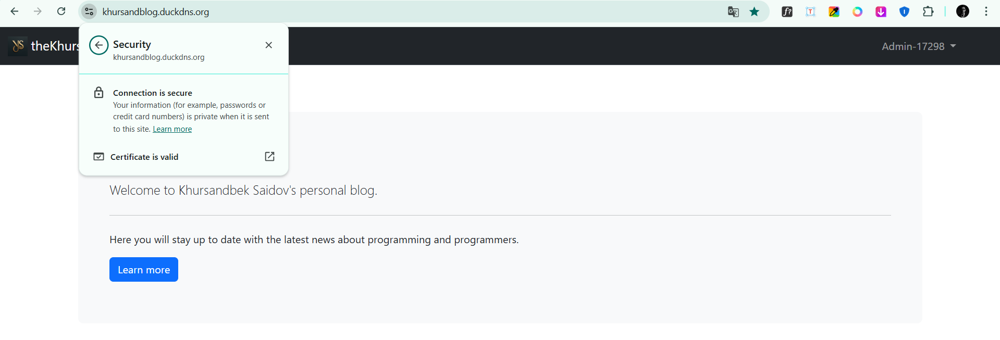 khursandblog.duckdns.org
Security
khursandblog.duckdns.org
Connection is secure
Your information (for example, passwords or
credit card numbers) is private when it is sent
to this site. Learn more
Certificate is valid
theKhurs
Admin-17298
Welcome to Khursandbek Saidov's personal blog.
Here you will stay up to date with the latest news about programming and programmers.
Learn more